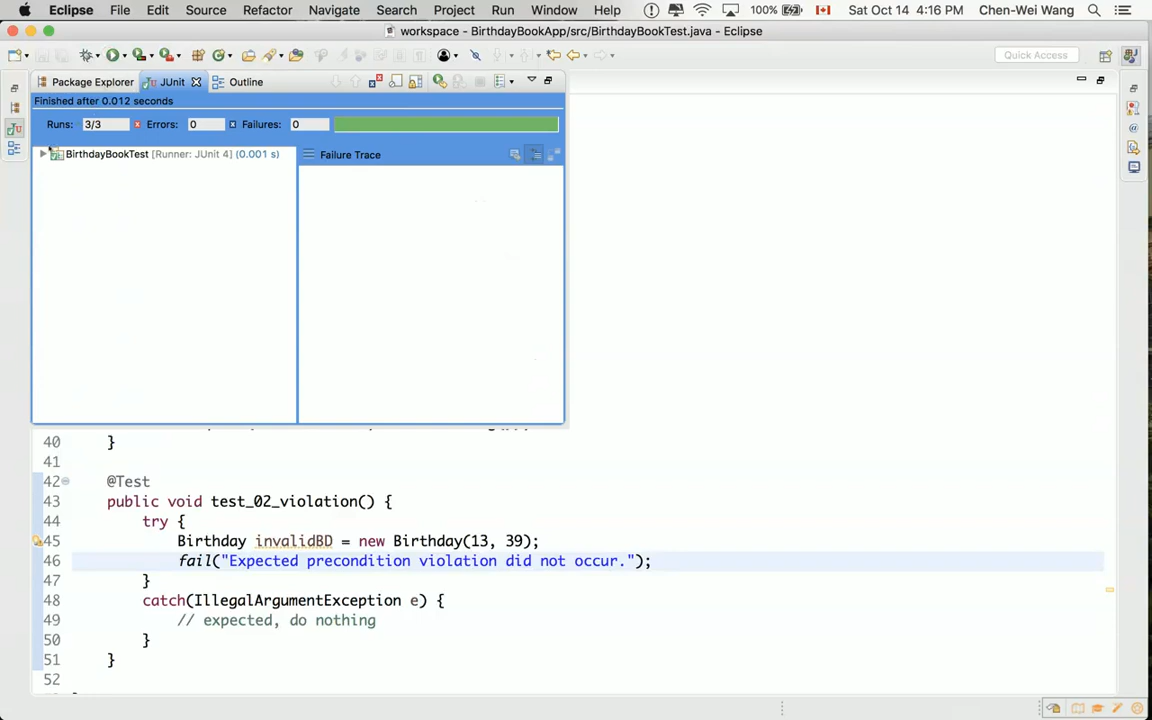 Eclipse File Edit Source Refactor Navigate Search Project Run Window Help 100% Sat Oct 14 4:16 PM Chen-Wei Wang
workspace - BirthdayBookApp/src/BirthdayBookTest.java - Eclipse
Quick Access
Package Explorer JUnit Outline
Finished after 0.012 seconds
Runs: 3/3 Errors: 0 Failures: 0
BirthdayBookTest [Runner: JUnit 4] (0.001 s) Failure Trace
40 }
41
42 @Test
43 public void test_02_violation() {
44 try {
45 Birthday invalidBD = new Birthday(13, 39);
46 fail("Expected precondition violation did not occur.");
47 }
48 catch(IllegalArgumentException e) {
49 // expected, do nothing
50 }
51 }
52